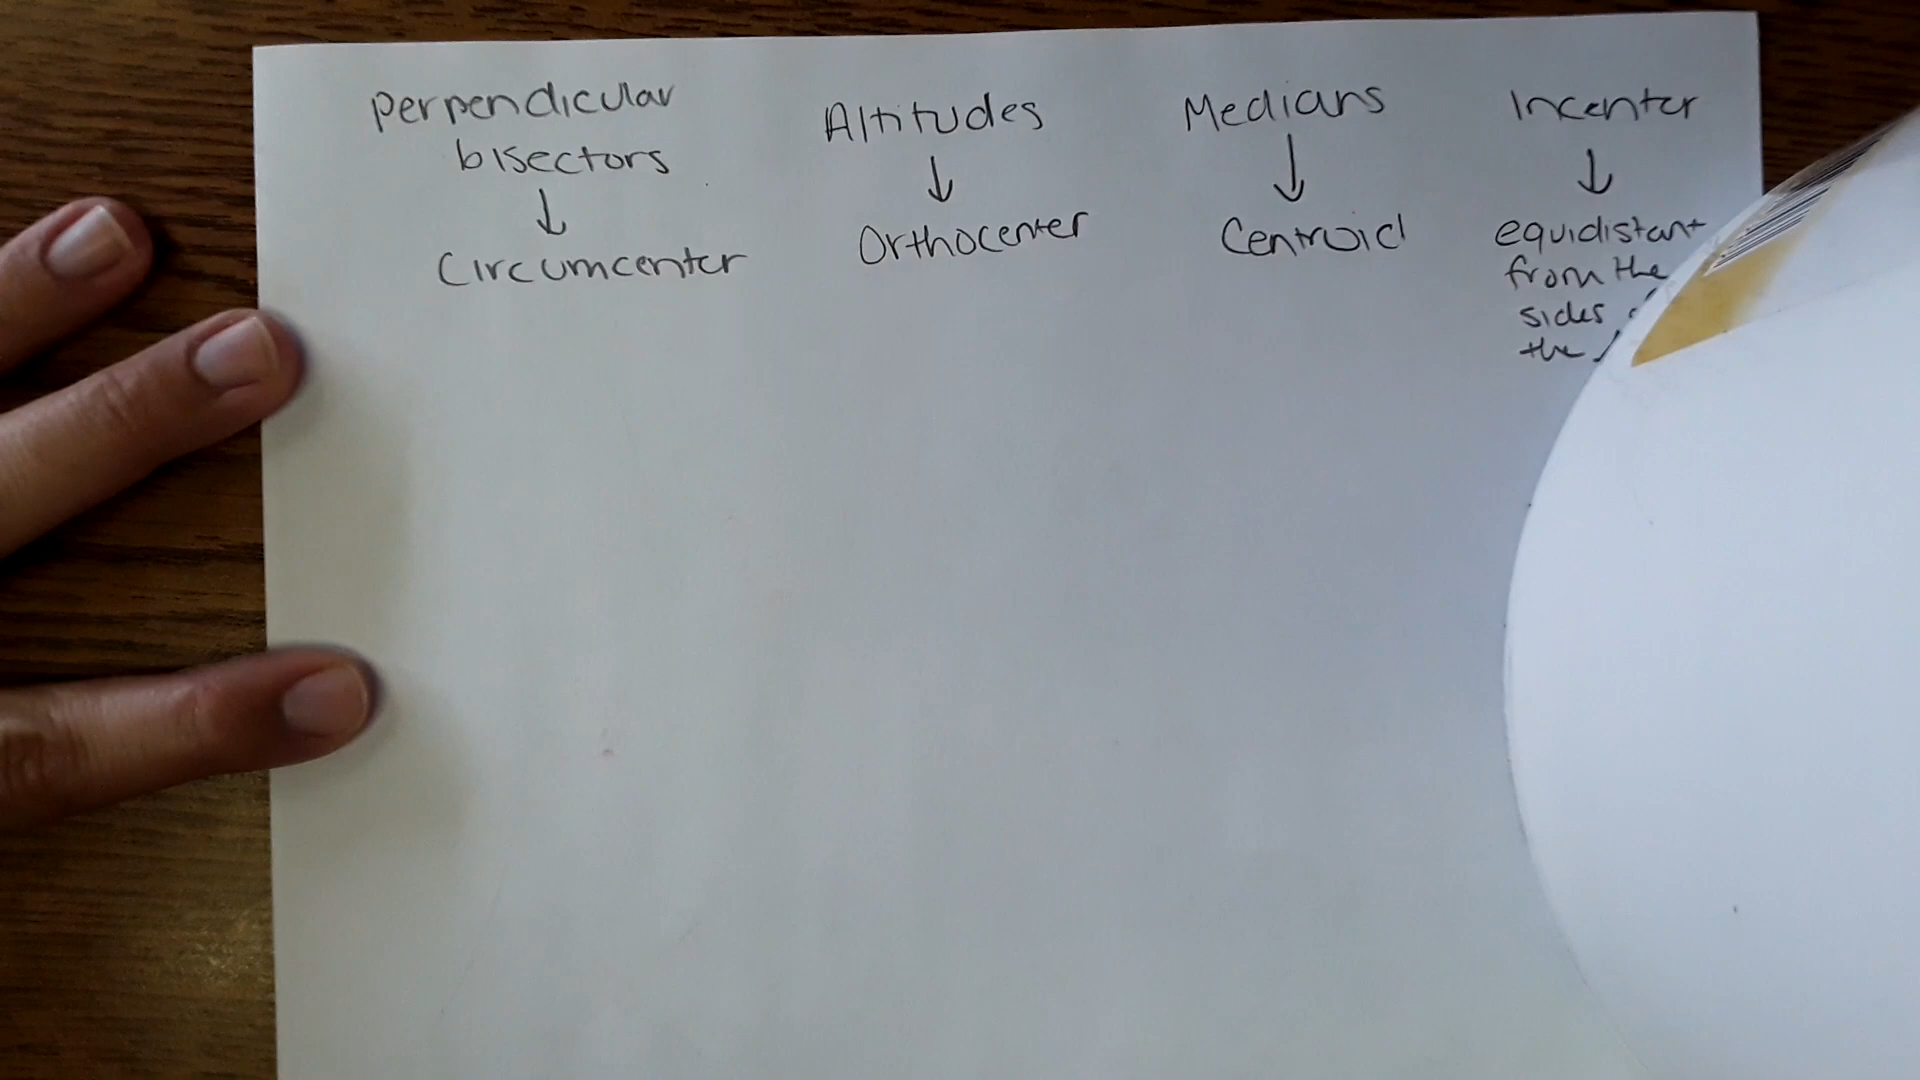 Perpendicular
bisectors
↓
Circumcenter
Altitudes
↓
Orthocenter
Medians
↓
Centroid
Incenter
↓
equidistant
from the
sides
the